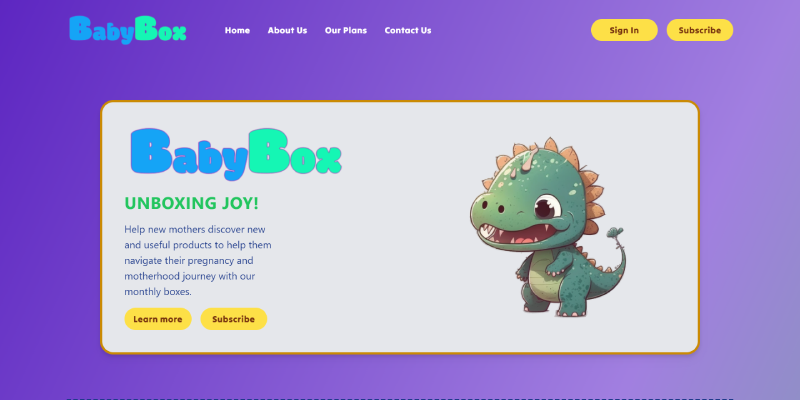 BabyBox
Home
About Us
Our Plans
Contact Us
Sign In
Subscribe
BabyBox
UNBOXING JOY!
Help new mothers discover new
and useful products to help them
navigate their pregnancy and
motherhood journey with our
monthly boxes.
Learn more
Subscribe